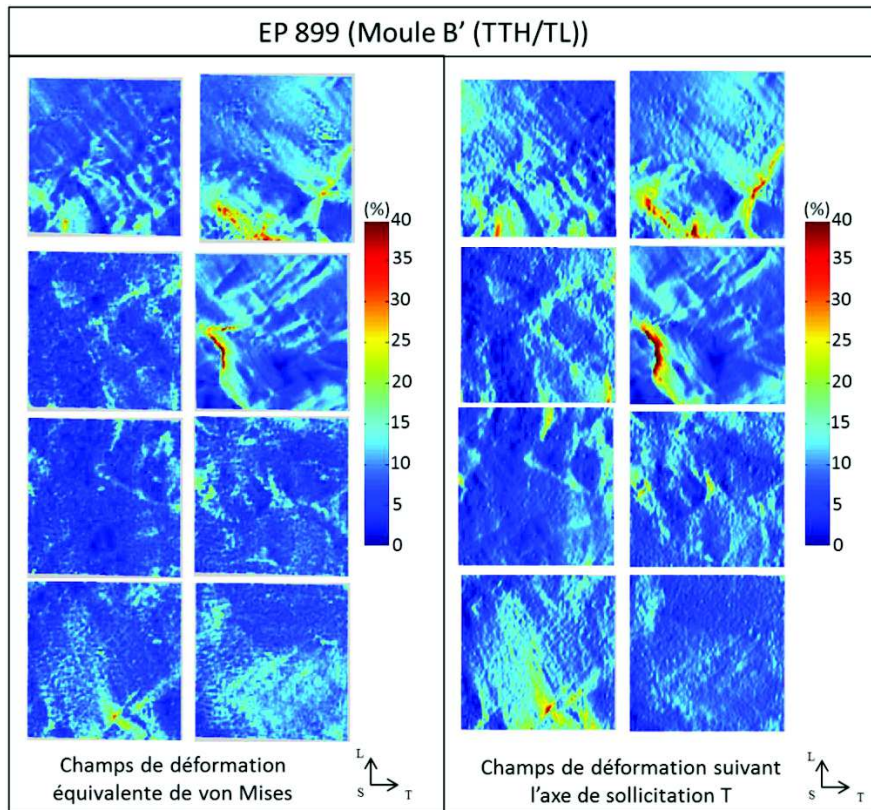 EP 899 (Moule B’ (TTH/TL))
(%)
40
35
30
25
20
15
10
5
0
Champs de déformation
équivalente de von Mises
L
S T
(%)
40
35
30
25
20
15
10
5
0
Champs de déformation suivant
l’axe de sollicitation T
L
S T